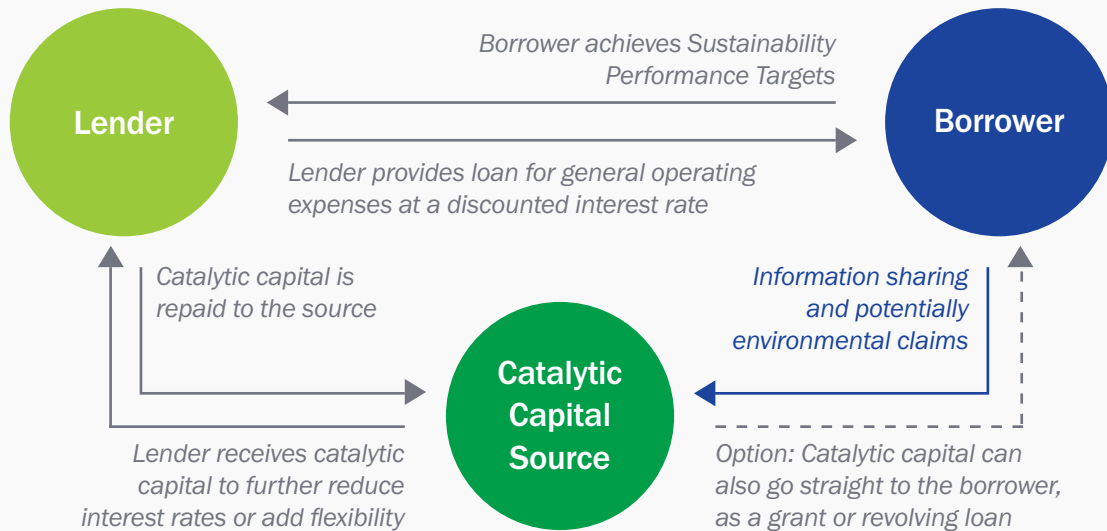 Borrower achieves Sustainability
Performance Targets
Lender
Borrower
Lender provides loan for general operating
expenses at a discounted interest rate
Catalytic capital is
repaid to the source
Information sharing
and potentially
environmental claims
Catalytic
Capital
Source
Lender receives catalytic
capital to further reduce
interest rates or add flexibility
Option: Catalytic capital can
also go straight to the borrower,
as a grant or revolving loan